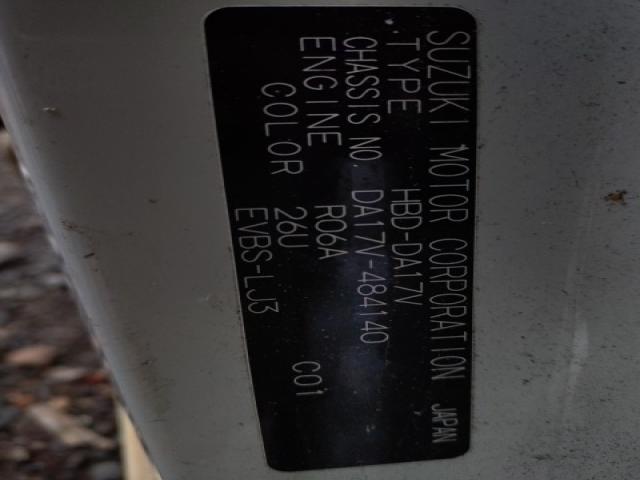 SUZUKI MOTOR CORPORATION JAPAN
TYPE HBD-DA17V
CHASSIS NO. DA17V-484140
ENGINE R06A
COLOR 26U C01
EVBS-LJ3